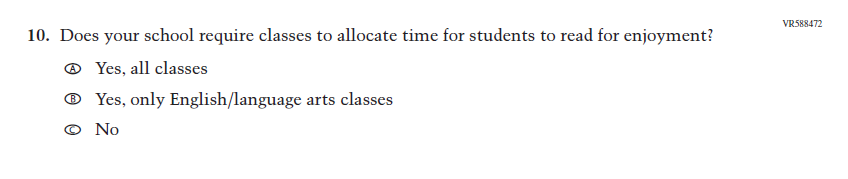 VR588472
10. Does your school require classes to allocate time for students to read for enjoyment?
Ⓐ Yes, all classes
Ⓑ Yes, only English/language arts classes
Ⓒ No